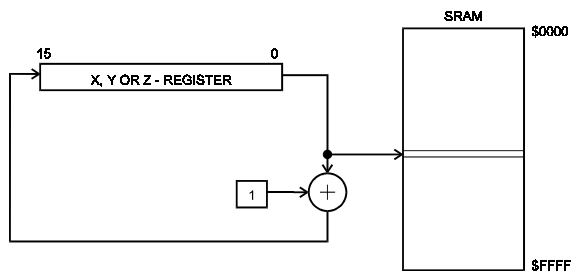 SRAM
$0000
15 0
X, Y OR Z - REGISTER
1
+
$FFFF